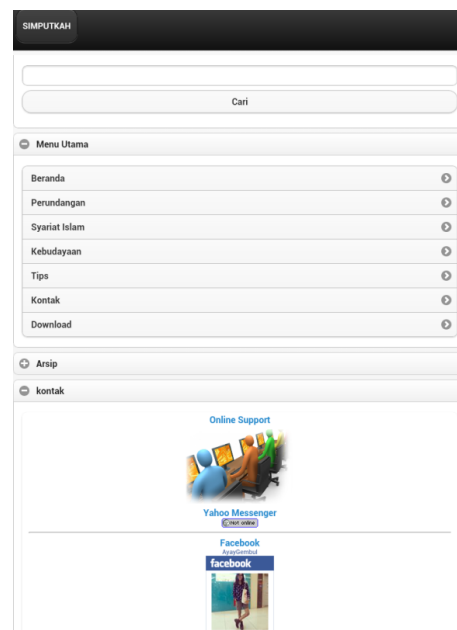 SIMPUTKAH
Cari
Menu Utama
Beranda
Perundangan
Syariat Islam
Kebudayaan
Tips
Kontak
Download
Arsip
kontak
Online Support
Yahoo Messenger
Not online
Facebook
AyayGembul
facebook